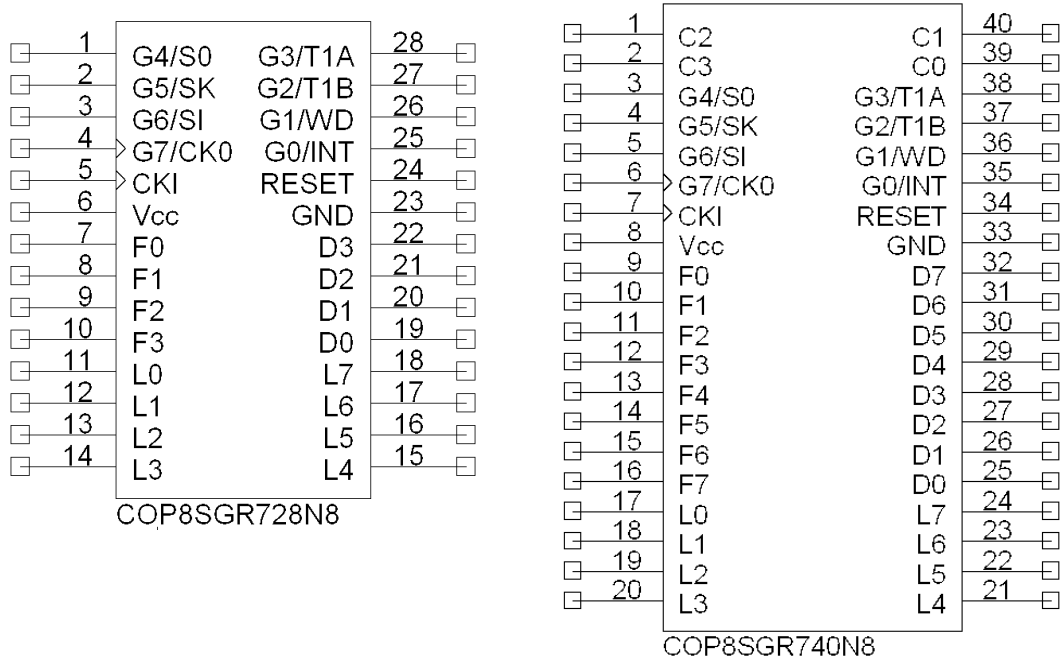 1 G4/S0 G3/T1A 28
2 G5/SK G2/T1B 27
3 G6/SI G1/WD 26
4 G7/CK0 G0/INT 25
5 CKI RESET 24
6 Vcc GND 23
7 F0 D3 22
8 F1 D2 21
9 F2 D1 20
10 F3 D0 19
11 L0 L7 18
12 L1 L6 17
13 L2 L5 16
14 L3 L4 15
COP8SGR728N8
1 C2 C1 40
2 C3 C0 39
3 G4/S0 G3/T1A 38
4 G5/SK G2/T1B 37
5 G6/SI G1/WD 36
6 G7/CK0 G0/INT 35
7 CKI RESET 34
8 Vcc GND 33
9 F0 D7 32
10 F1 D6 31
11 F2 D5 30
12 F3 D4 29
13 F4 D3 28
14 F5 D2 27
15 F6 D1 26
16 F7 D0 25
17 L0 L7 24
18 L1 L6 23
19 L2 L5 22
20 L3 L4 21
COP8SGR740N8